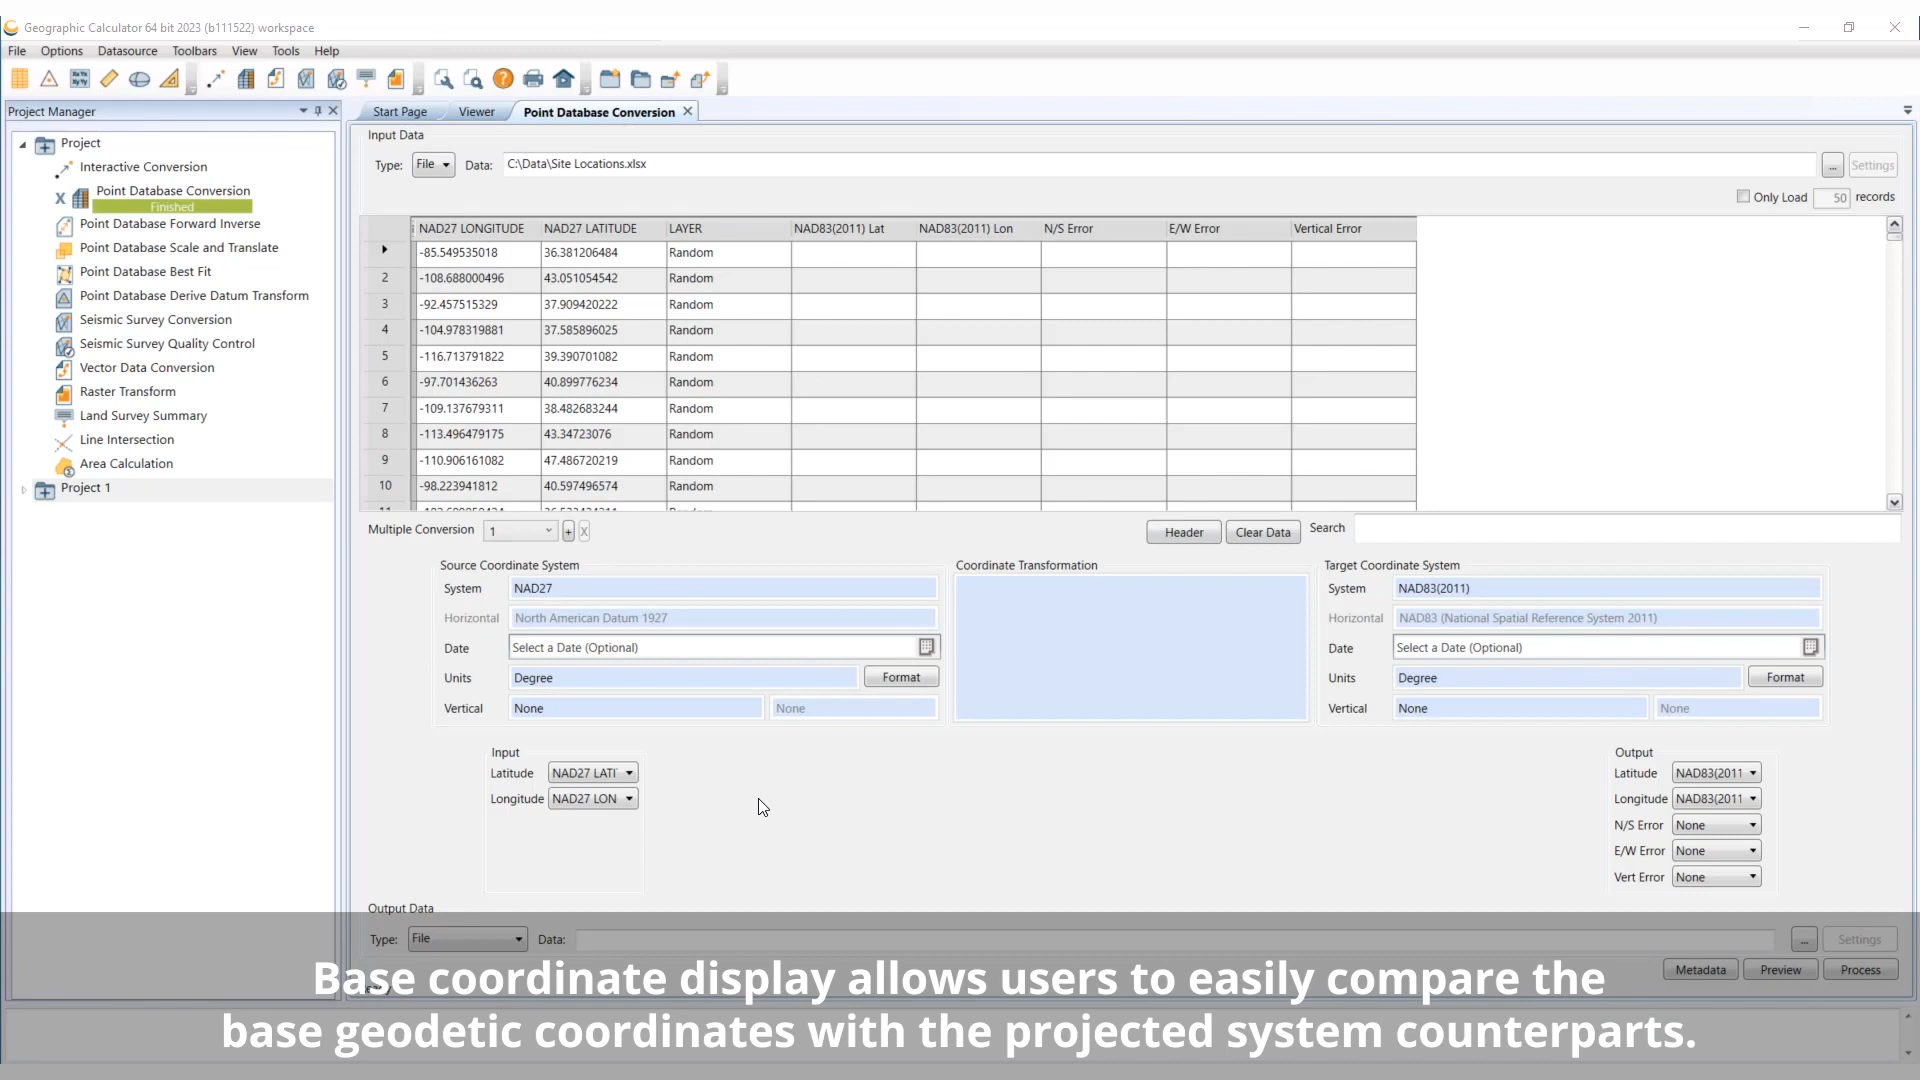 Geographic Calculator 64 bit 2023 (b111522) workspace
File Options Datasource Toolbars View Tools Help
Project Manager
Start Page Viewer Point Database Conversion
Project
Interactive Conversion
X Point Database Conversion
Finished
Point Database Forward Inverse
Point Database Scale and Translate
Point Database Best Fit
Point Database Derive Datum Transform
Seismic Survey Conversion
Seismic Survey Quality Control
Vector Data Conversion
Raster Transform
Land Survey Summary
Line Intersection
Area Calculation
Project 1
Input Data
Type: File Data: C:\Data\Site Locations.xlsx ... Settings
Only Load 50 records
NAD27 LONGITUDE NAD27 LATITUDE LAYER NAD83(2011) Lat NAD83(2011) Lon N/S Error E/W Error Vertical Error
-85.549535018 36.381206484 Random
2 -108.688000496 43.051054542 Random
3 -92.457515329 37.909420222 Random
4 -104.978319881 37.585896025 Random
5 -116.713791822 39.390701082 Random
6 -97.701436263 40.899776234 Random
7 -109.137679311 38.482683244 Random
8 -113.496479175 43.34723076 Random
9 -110.906161082 47.486720219 Random
10 -98.223941812 40.597496574 Random
Multiple Conversion 1 + X Header Clear Data Search
Source Coordinate System
System NAD27
Horizontal North American Datum 1927
Date Select a Date (Optional)
Units Degree Format
Vertical None None
Coordinate Transformation
Target Coordinate System
System NAD83(2011)
Horizontal NAD83 (National Spatial Reference System 2011)
Date Select a Date (Optional)
Units Degree Format
Vertical None None
Input
Latitude NAD27 LATI
Longitude NAD27 LON
Output
Latitude NAD83(2011
Longitude NAD83(2011
N/S Error None
E/W Error None
Vert Error None
Output Data
Type: File Data: ... Settings
Metadata Preview Process
Base coordinate display allows users to easily compare the
base geodetic coordinates with the projected system counterparts.